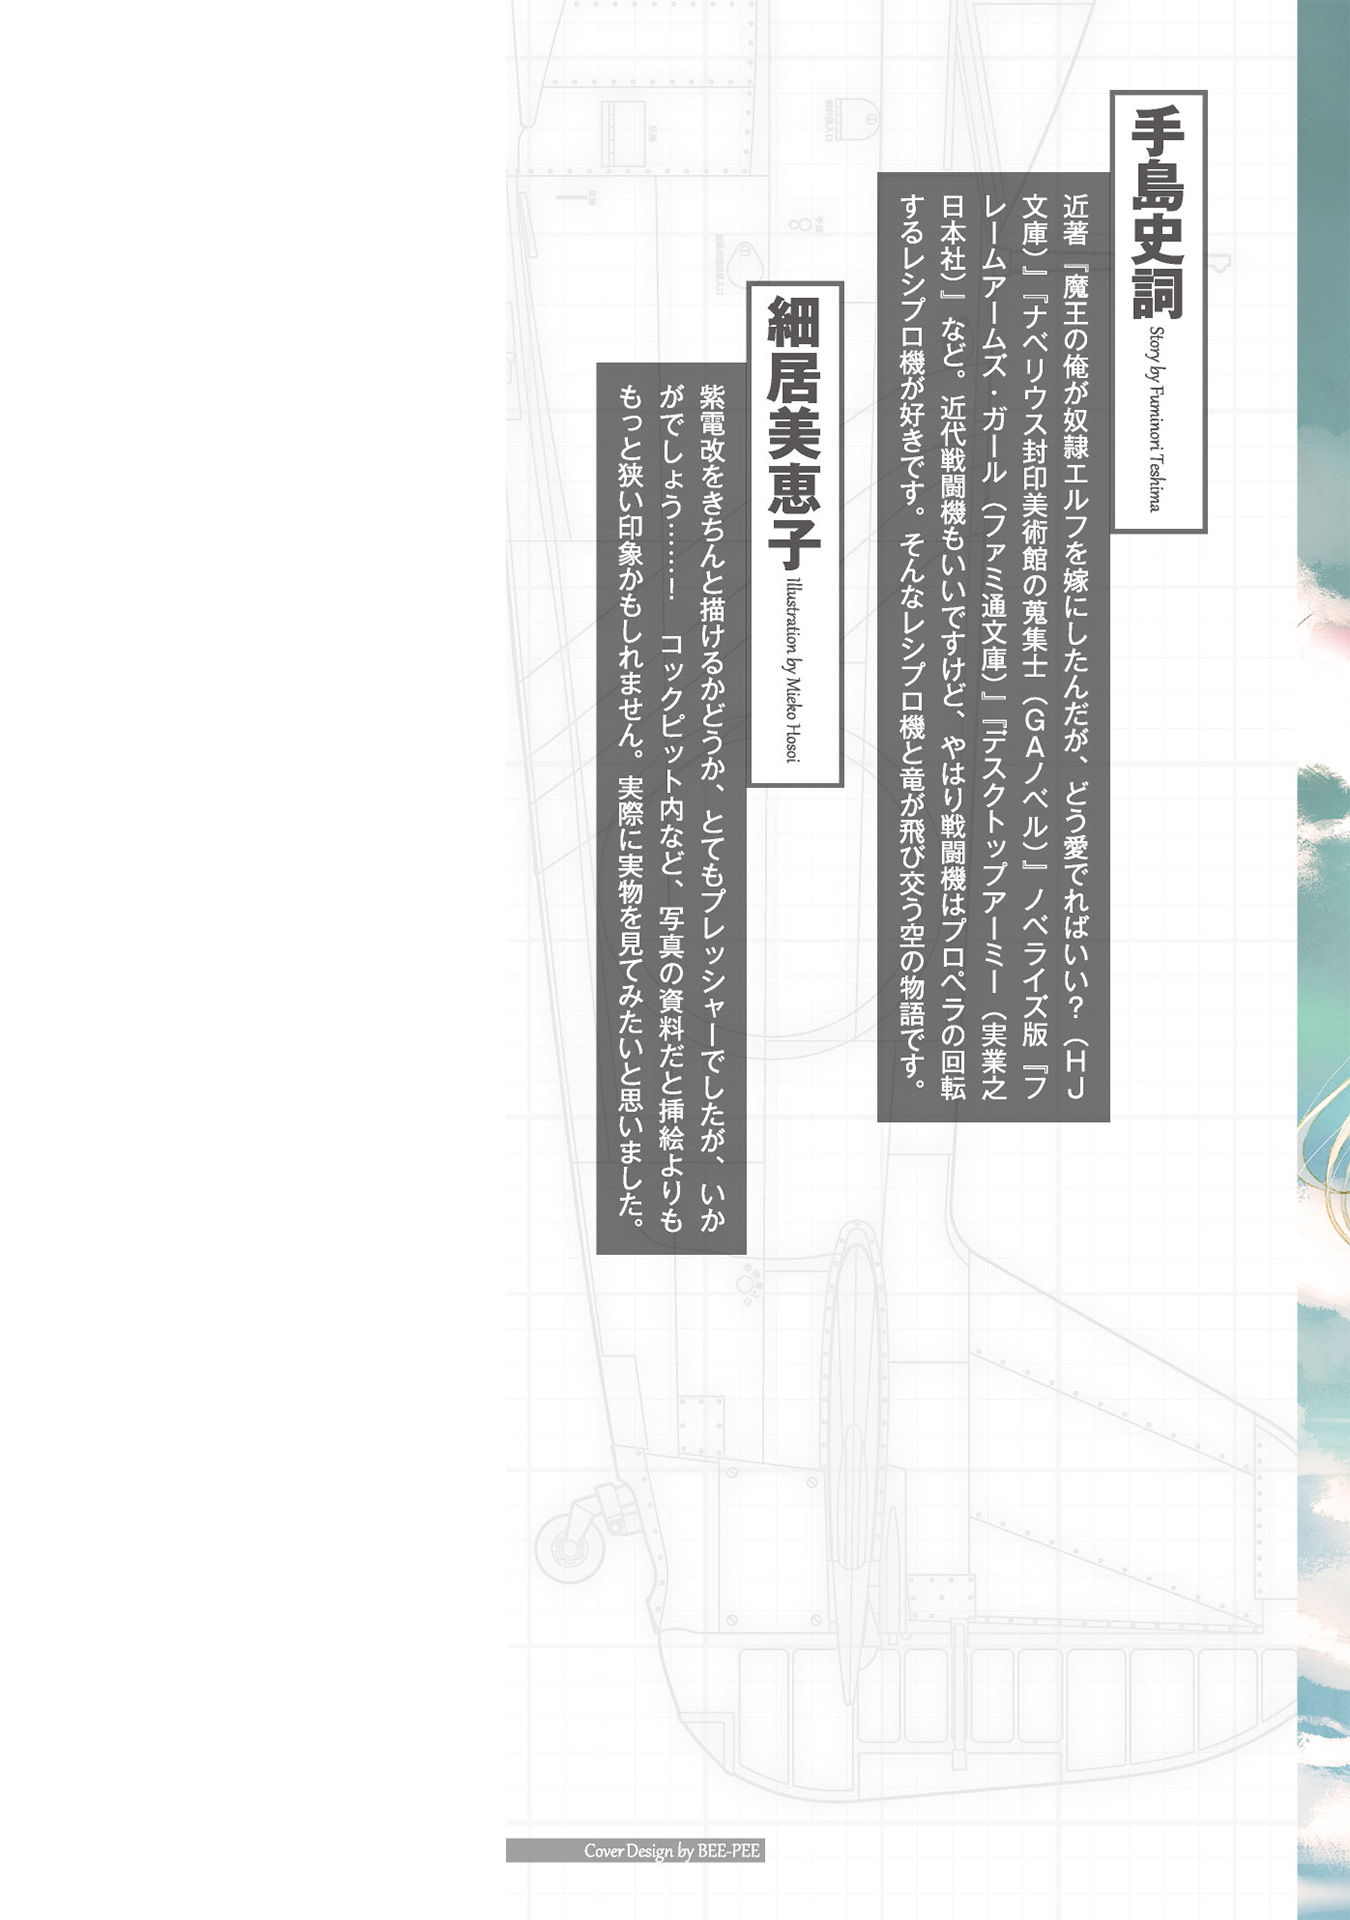 手島史詞
Story by Fuminori Teshima
近著『魔王の俺が奴隷エルフを嫁にしたんだが、どう愛でればいい？（ＨＪ
文庫）』『ナベリウス封印美術館の蒐集士（ＧＡノベル）』ノベライズ版『フ
レームアームズ・ガール（ファミ通文庫）』『デスクトップアーミー（実業之
日本社）』など。近代戦闘機もいいですけど、やはり戦闘機はプロペラの回転
するレシプロ機が好きです。そんなレシプロ機と竜が飛び交う空の物語です。
細居美恵子
Illustration by Mieko Hosoi
紫電改をきちんと描けるかどうか、とてもプレッシャーでしたが、いか
がでしょう……！　コックピット内など、写真の資料だと挿絵よりも
もっと狭い印象かもしれません。実際に実物を見てみたいと思いました。
Cover Design by BEE-PEE